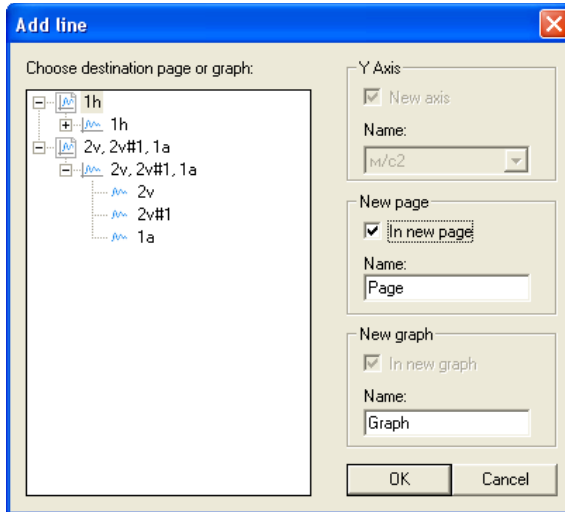 Add line
Choose destination page or graph:
1h
1h
2v, 2v#1, 1a
2v, 2v#1, 1a
2v
2v#1
1a
Y Axis
New axis
Name:
м/с2
New page
In new page
Name:
Page
New graph
In new graph
Name:
Graph
OK
Cancel